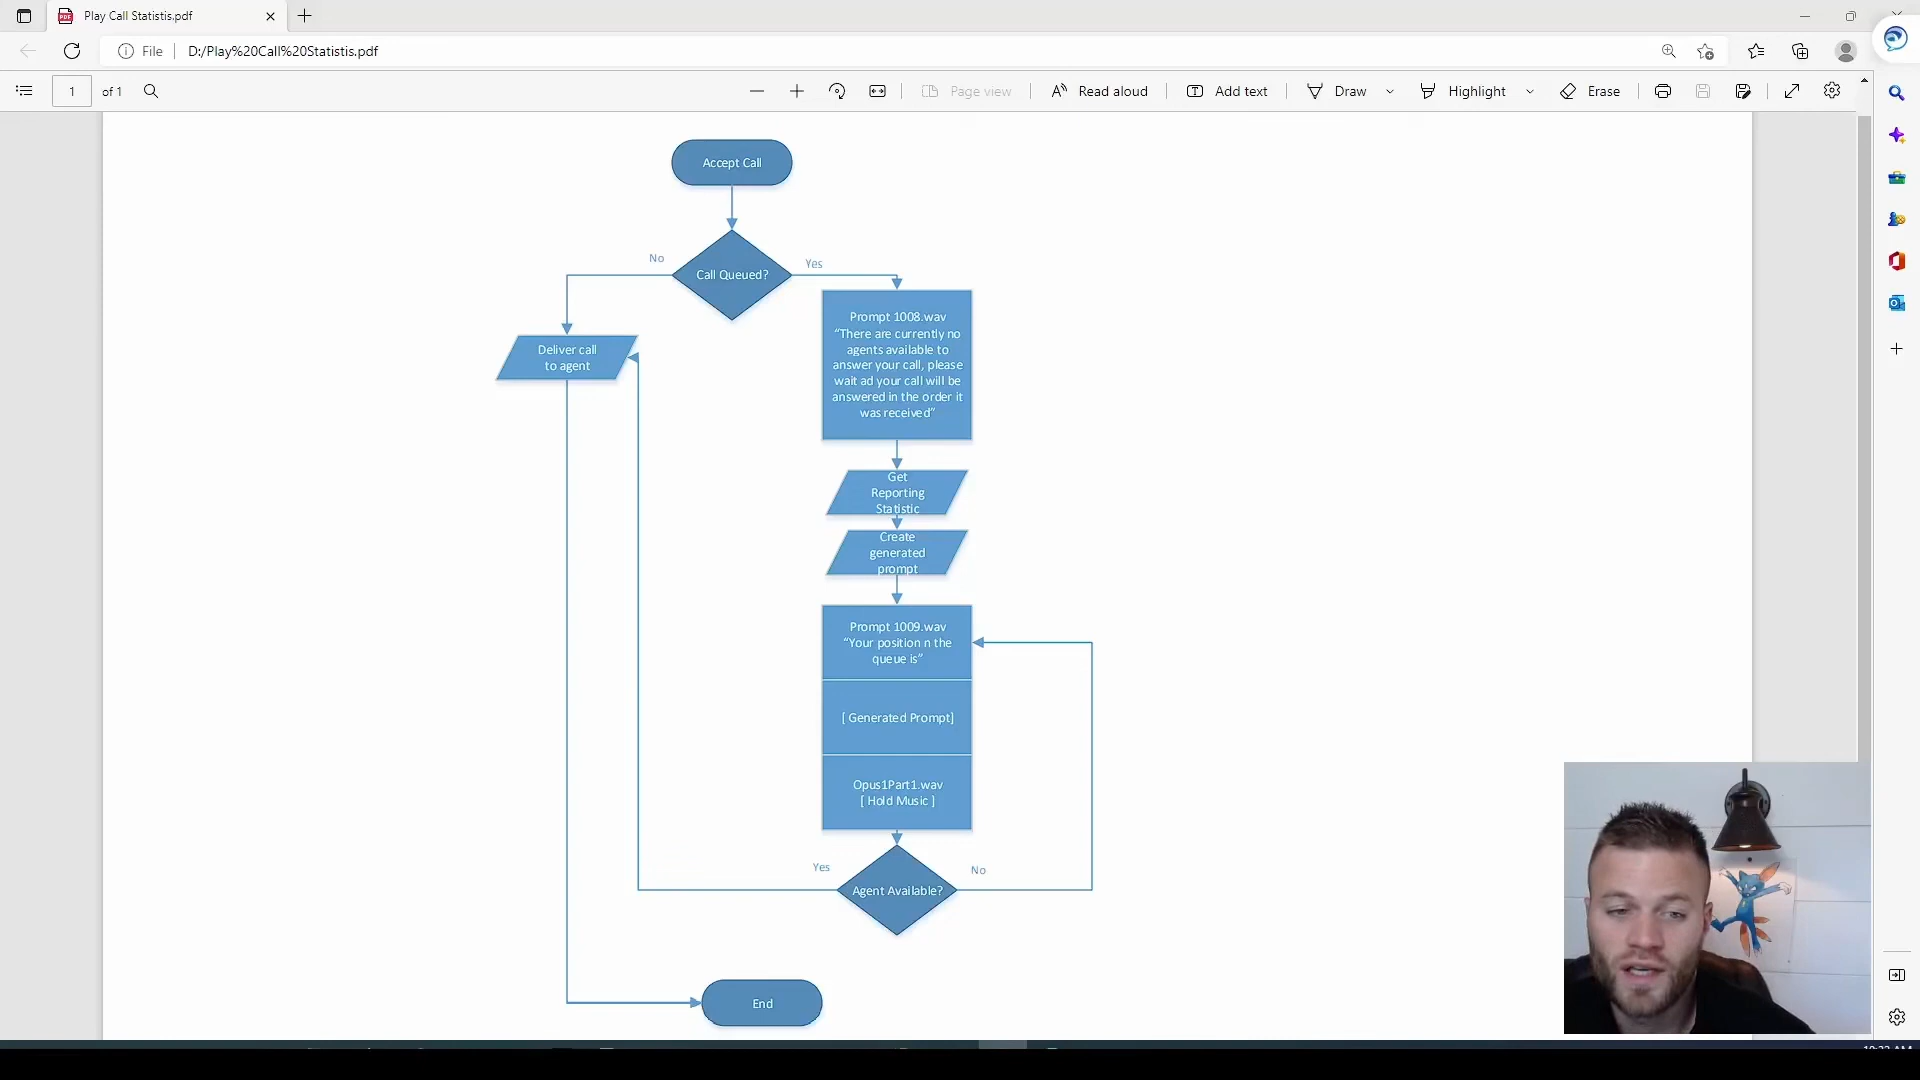 Play Call Statistis.pdf
File
D:/Play%20Call%20Statistis.pdf
1
of 1
Page view
Read aloud
Add text
Draw
Highlight
Erase
Accept Call
Call Queued?
No
Yes
Deliver call
to agent
Prompt 1008.wav
“There are currently no
agents available to
answer your call, please
wait ad your call will be
answered in the order it
was received”
Get
Reporting
Statistic
Create
generated
prompt
Prompt 1009.wav
“Your position n the
queue is”
[ Generated Prompt]
Opus1Part1.wav
[ Hold Music ]
Agent Available?
Yes
No
End